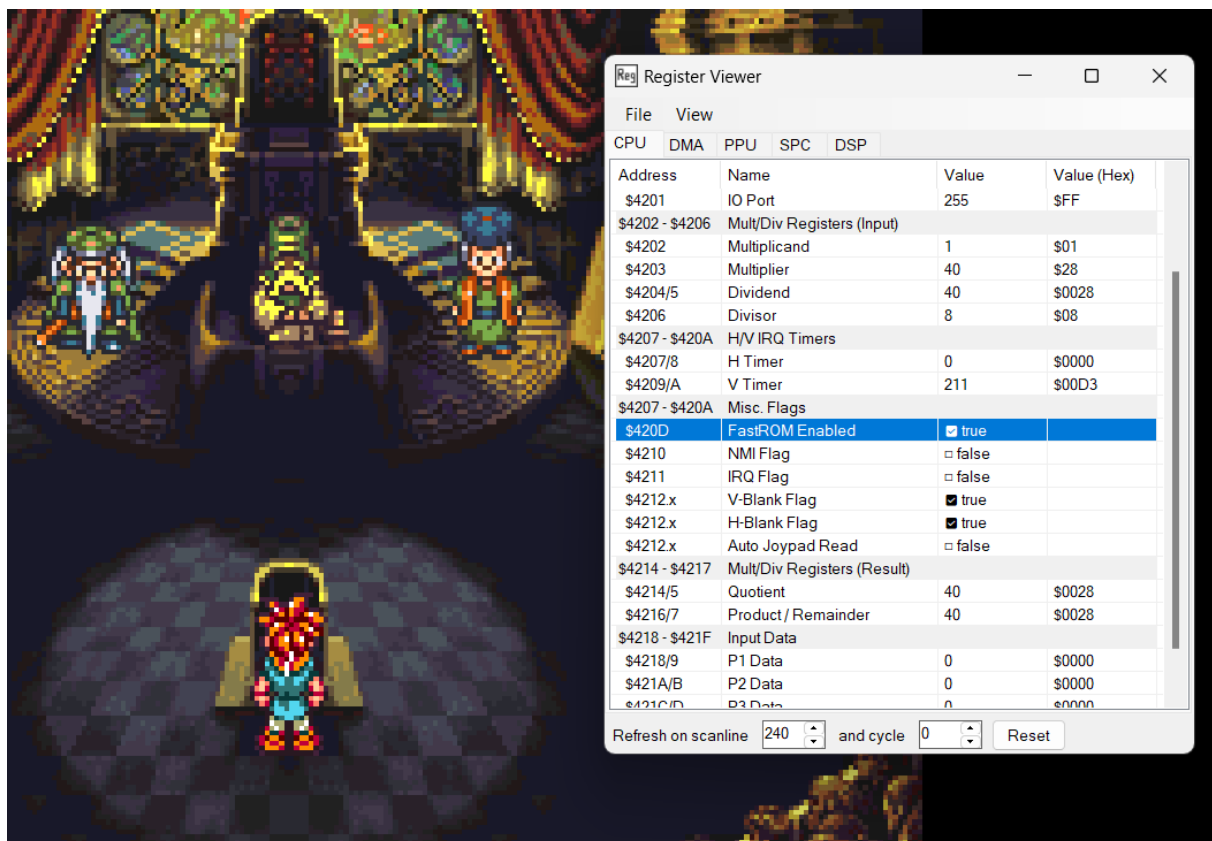 Reg Register Viewer
File View
CPU DMA PPU SPC DSP
Address Name Value Value (Hex)
$4201 IO Port 255 $FF
$4202 - $4206 Mult/Div Registers (Input)
$4202 Multiplicand 1 $01
$4203 Multiplier 40 $28
$4204/5 Dividend 40 $0028
$4206 Divisor 8 $08
$4207 - $420A H/V IRQ Timers
$4207/8 H Timer 0 $0000
$4209/A V Timer 211 $00D3
$4207 - $420A Misc. Flags
$420D FastROM Enabled true
$4210 NMI Flag false
$4211 IRQ Flag false
$4212.x V-Blank Flag true
$4212.x H-Blank Flag true
$4212.x Auto Joypad Read false
$4214 - $4217 Mult/Div Registers (Result)
$4214/5 Quotient 40 $0028
$4216/7 Product / Remainder 40 $0028
$4218 - $421F Input Data
$4218/9 P1 Data 0 $0000
$421A/B P2 Data 0 $0000
$421C/D P3 Data 0 $0000
Refresh on scanline 240 and cycle 0 Reset